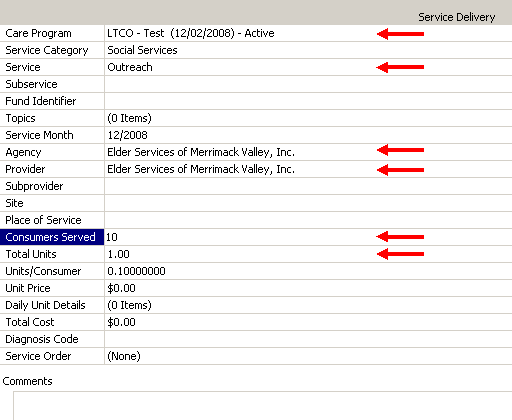 Service Delivery
Care Program LTCO - Test (12/02/2008) - Active
Service Category Social Services
Service Outreach
Subservice
Fund Identifier
Topics (0 Items)
Service Month 12/2008
Agency Elder Services of Merrimack Valley, Inc.
Provider Elder Services of Merrimack Valley, Inc.
Subprovider
Site
Place of Service
Consumers Served 10
Total Units 1.00
Units/Consumer 0.10000000
Unit Price $0.00
Daily Unit Details (0 Items)
Total Cost $0.00
Diagnosis Code
Service Order (None)
Comments